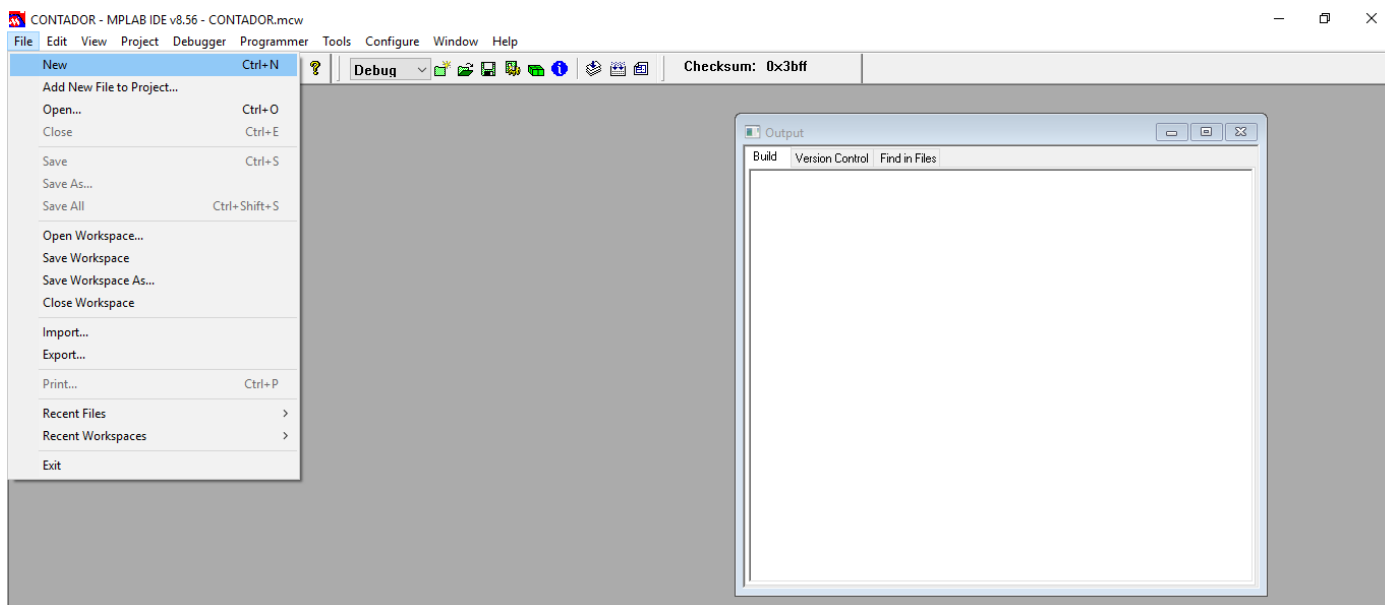 CONTADOR - MPLAB IDE v8.56 - CONTADOR.mcw
File Edit View Project Debugger Programmer Tools Configure Window Help
Debug Checksum: 0x3bff
New Ctrl+N
Add New File to Project...
Open... Ctrl+O
Close Ctrl+E
Save Ctrl+S
Save As...
Save All Ctrl+Shift+S
Open Workspace...
Save Workspace
Save Workspace As...
Close Workspace
Import...
Export...
Print... Ctrl+P
Recent Files
Recent Workspaces
Exit
Output
Build Version Control Find in Files